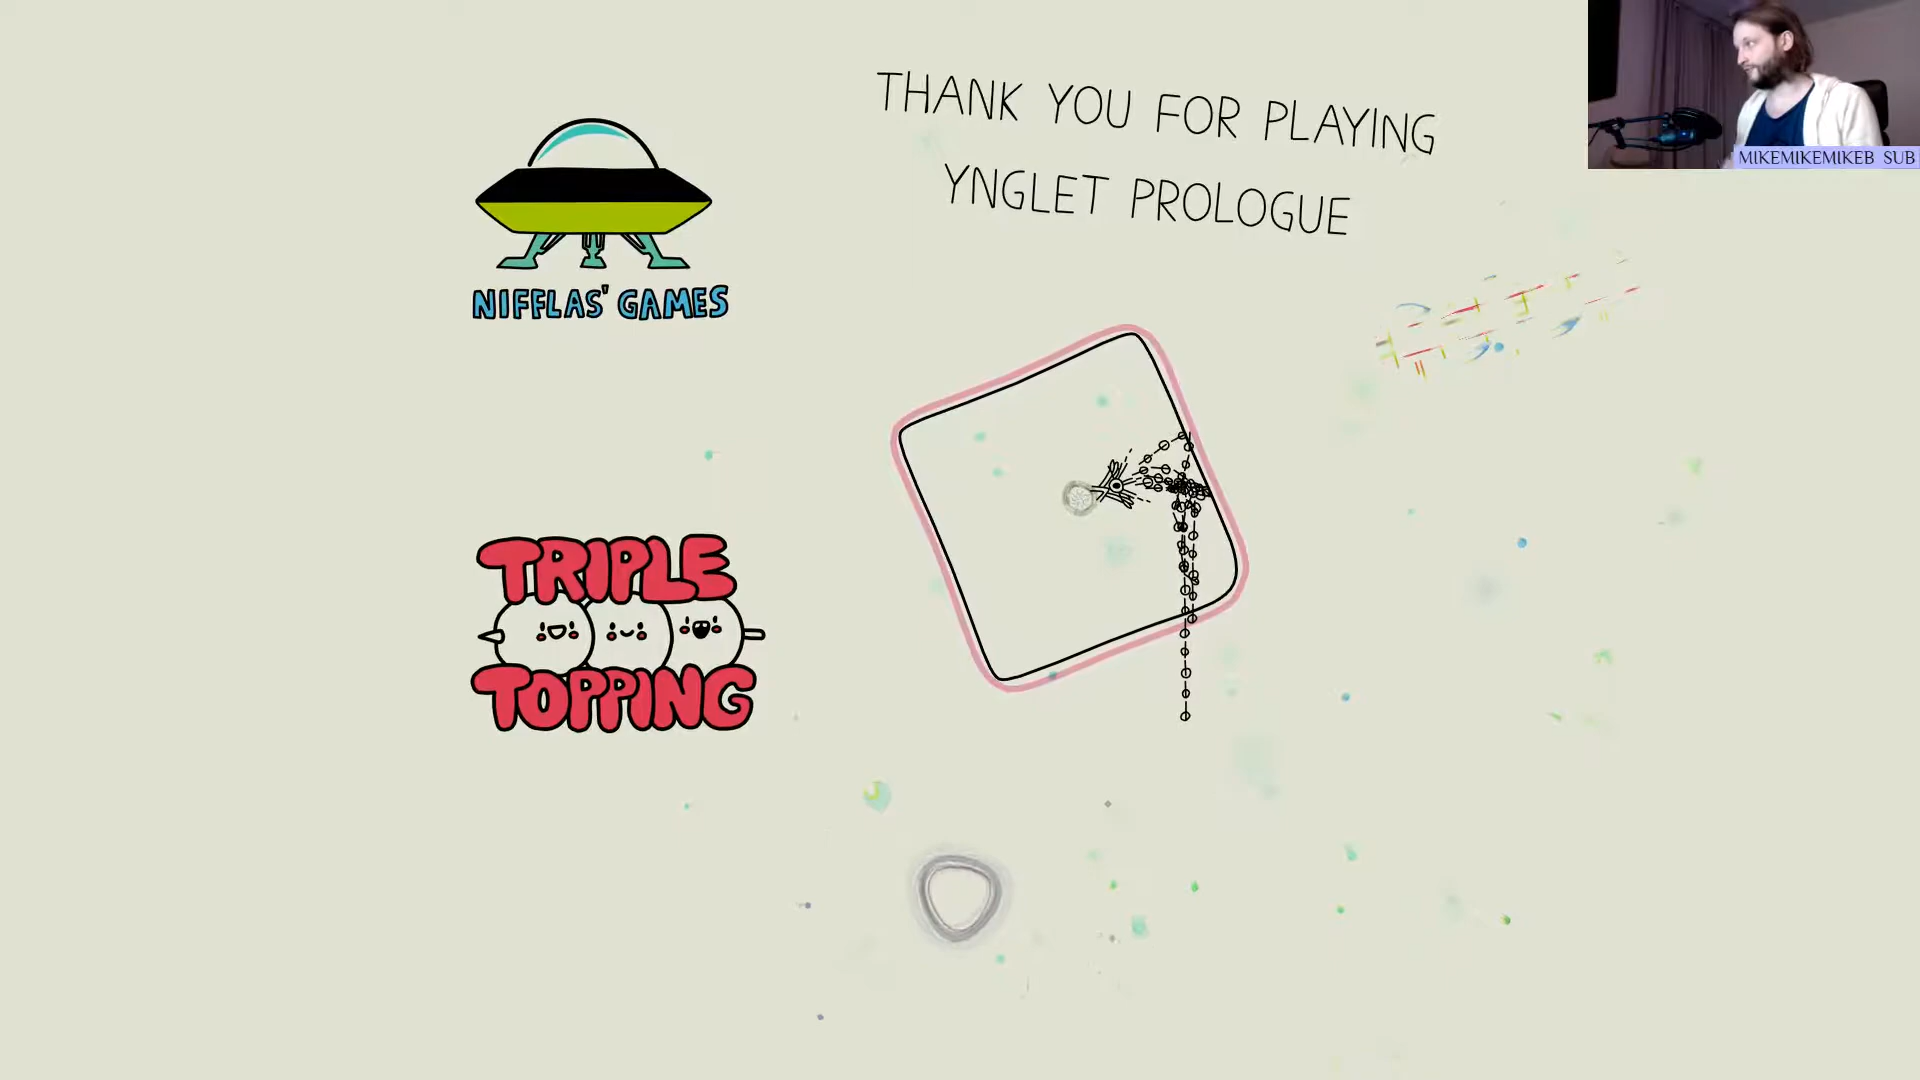 THANK YOU FOR PLAYING
YNGLET PROLOGUE
NIFFLAS' GAMES
TRIPLE
TOPPING
MIKEMIKEMIKEB SUB